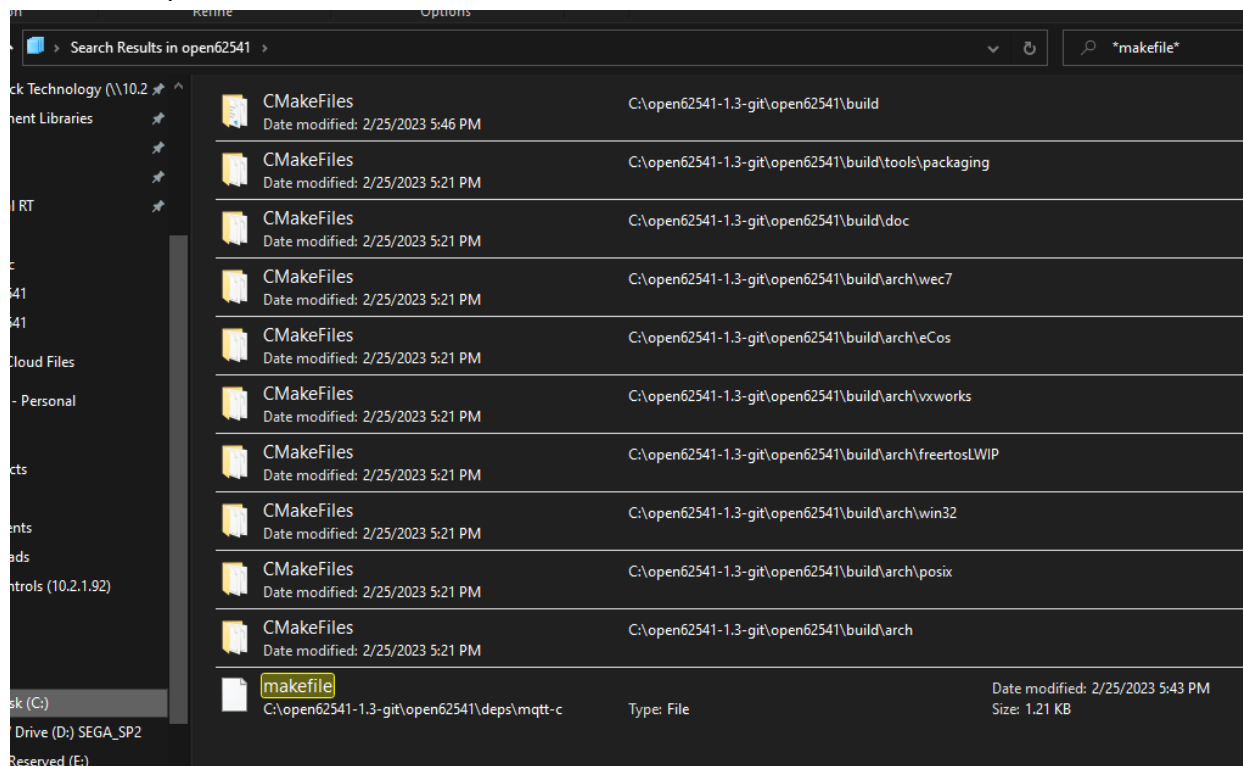 Refine
Options
Search Results in open62541
*makefile*
ck Technology (\\10.2
ment Libraries
l RT
c
541
541
Cloud Files
- Personal
cts
ents
ads
ntrols (10.2.1.92)
sk (C:)
Drive (D:) SEGA_SP2
Reserved (E:)
CMakeFiles
C:\open62541-1.3-git\open62541\build
Date modified: 2/25/2023 5:46 PM
CMakeFiles
C:\open62541-1.3-git\open62541\build\tools\packaging
Date modified: 2/25/2023 5:21 PM
CMakeFiles
C:\open62541-1.3-git\open62541\build\doc
Date modified: 2/25/2023 5:21 PM
CMakeFiles
C:\open62541-1.3-git\open62541\build\arch\wec7
Date modified: 2/25/2023 5:21 PM
CMakeFiles
C:\open62541-1.3-git\open62541\build\arch\eCos
Date modified: 2/25/2023 5:21 PM
CMakeFiles
C:\open62541-1.3-git\open62541\build\arch\vxworks
Date modified: 2/25/2023 5:21 PM
CMakeFiles
C:\open62541-1.3-git\open62541\build\arch\freertosLWIP
Date modified: 2/25/2023 5:21 PM
CMakeFiles
C:\open62541-1.3-git\open62541\build\arch\win32
Date modified: 2/25/2023 5:21 PM
CMakeFiles
C:\open62541-1.3-git\open62541\build\arch\posix
Date modified: 2/25/2023 5:21 PM
CMakeFiles
C:\open62541-1.3-git\open62541\build\arch
Date modified: 2/25/2023 5:21 PM
makefile
Date modified: 2/25/2023 5:43 PM
C:\open62541-1.3-git\open62541\deps\mqtt-c
Type: File
Size: 1.21 KB